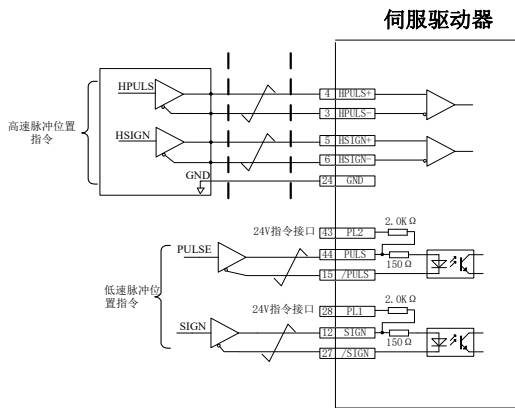 伺服驱动器
高速脉冲位置
指令
HPULS
HSIGN
GND
4 HPULS+
3 HPULS-
5 HSIGN+
6 HSIGN-
24 GND
低速脉冲位
置指令
24V指令接口 43 PL2 2.0KΩ
PULSE 44 PULS 150Ω
15 /PULS
24V指令接口 28 PL1 2.0KΩ
SIGN 12 SIGN 150Ω
27 /SIGN